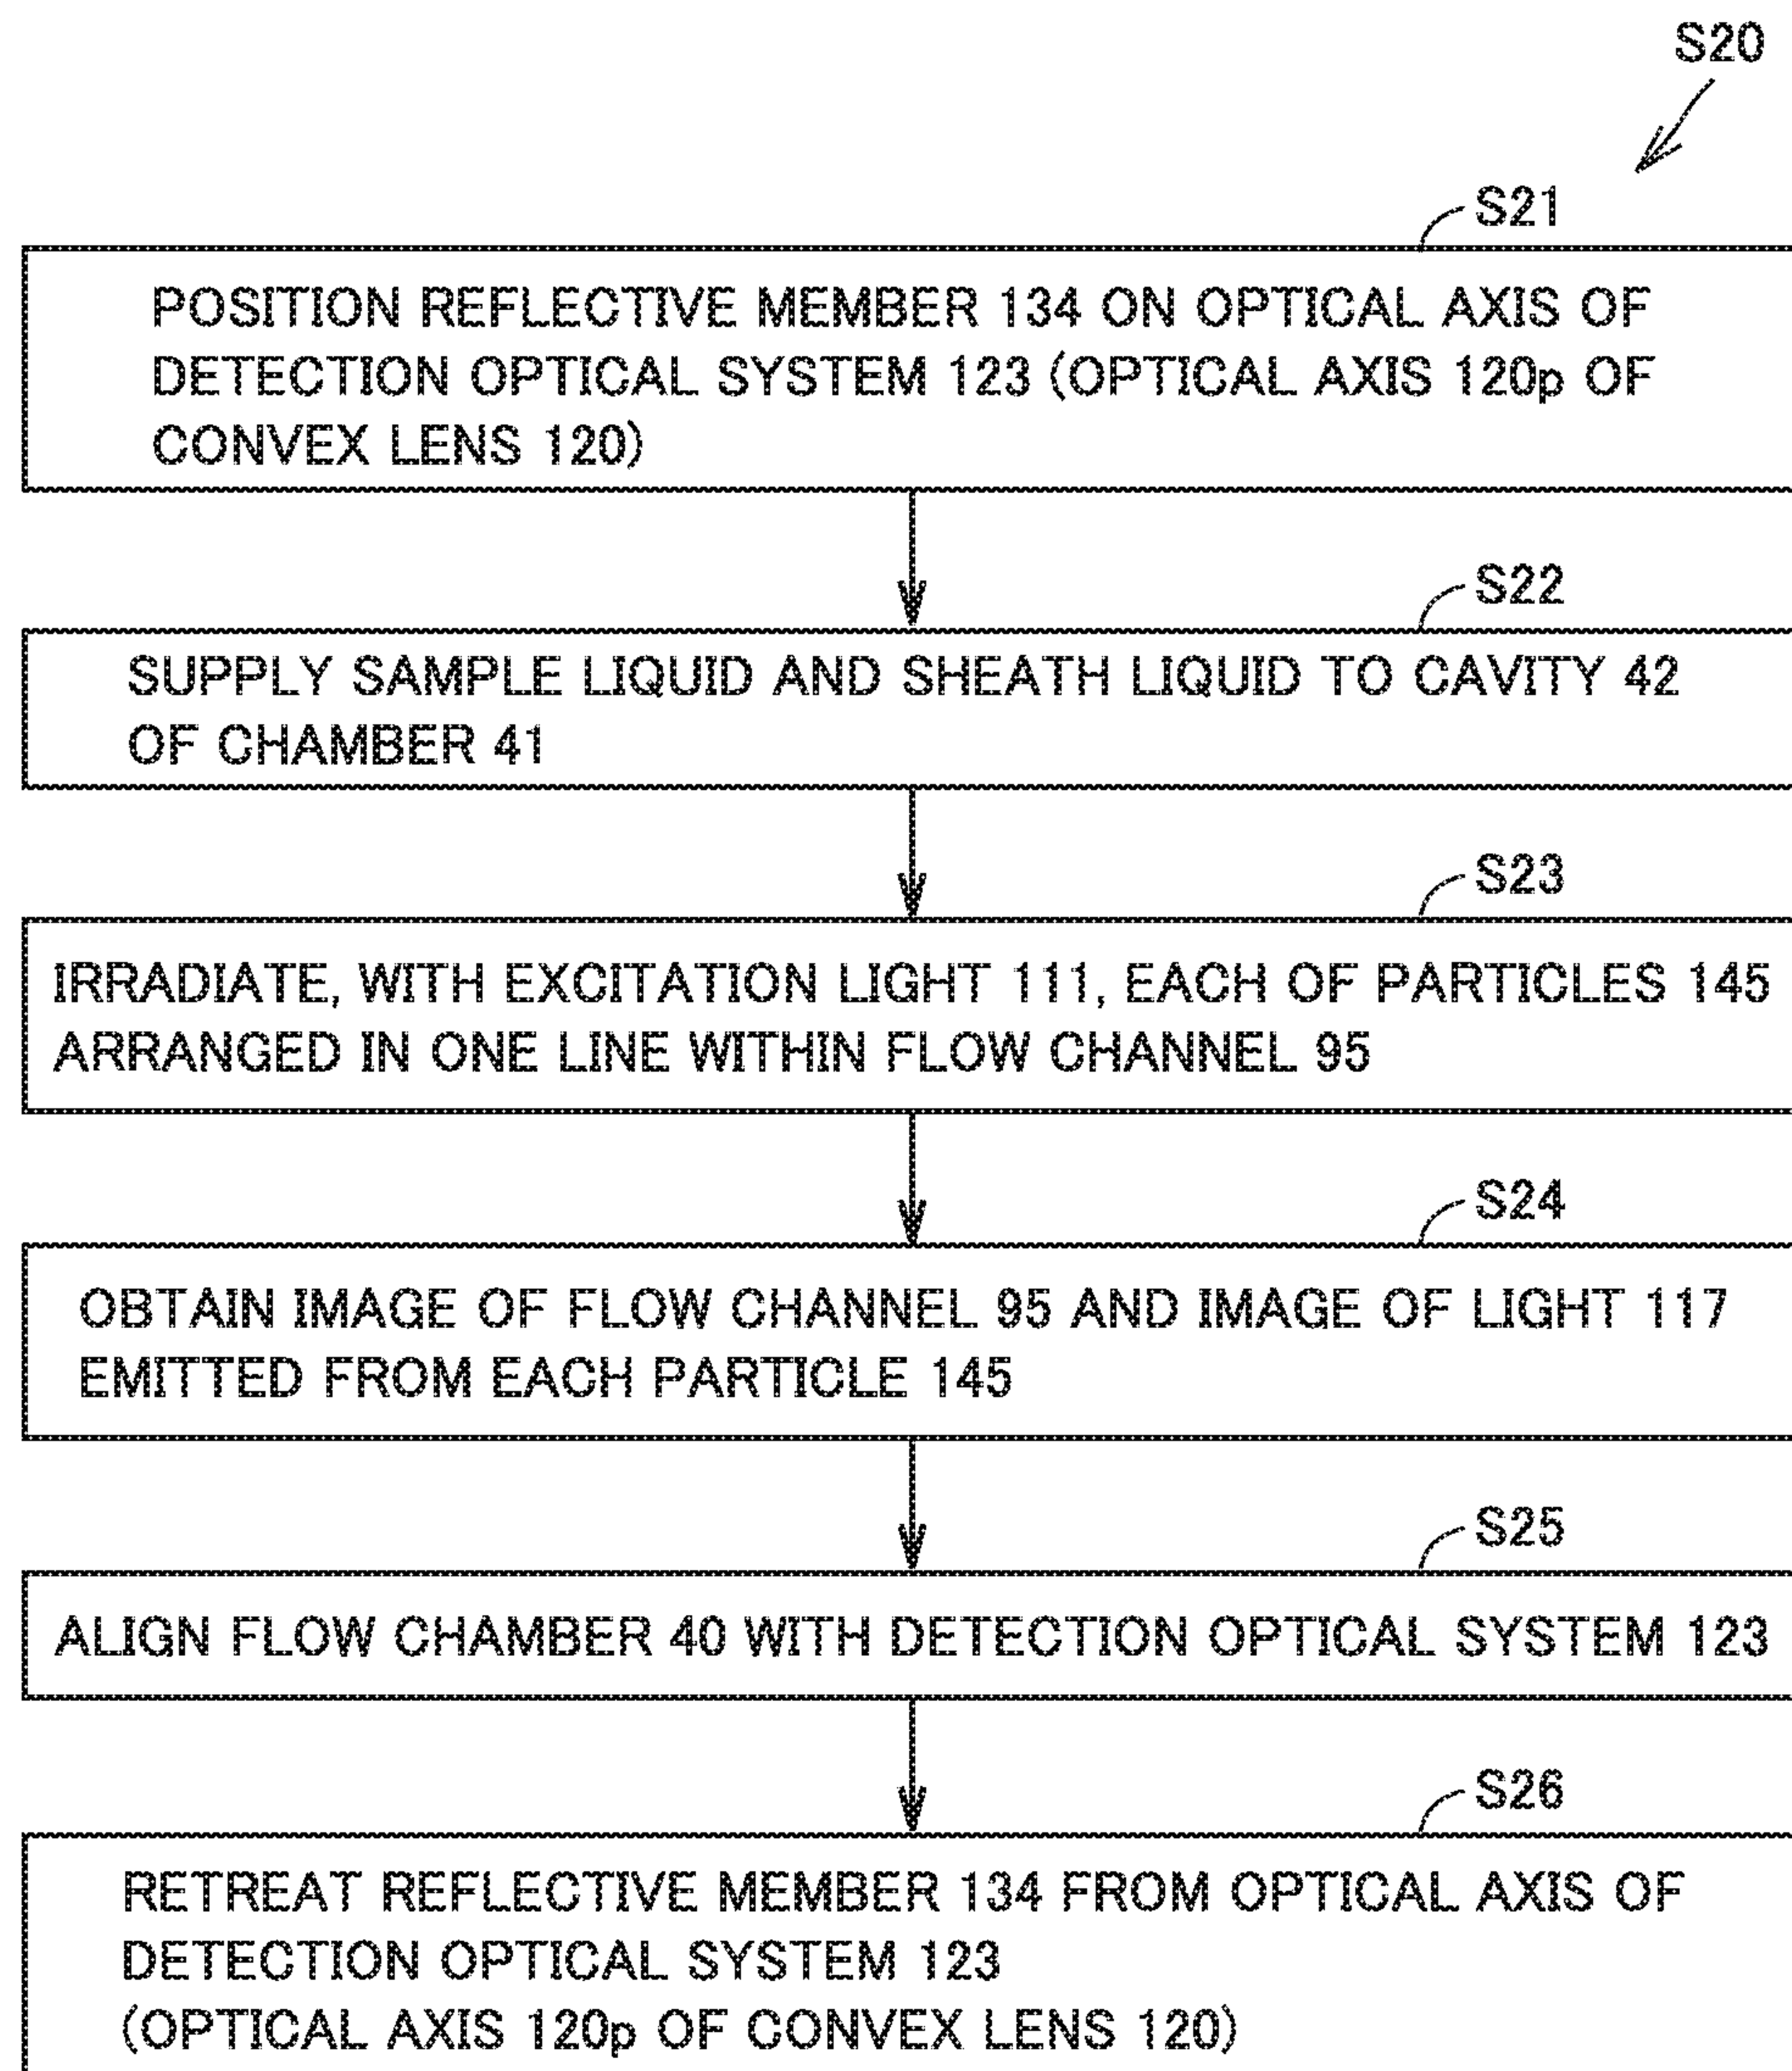 S20
S21
POSITION REFLECTIVE MEMBER 134 ON OPTICAL AXIS OF
DETECTION OPTICAL SYSTEM 123 (OPTICAL AXIS 120p OF
CONVEX LENS 120)
S22
SUPPLY SAMPLE LIQUID AND SHEATH LIQUID TO CAVITY 42
OF CHAMBER 41
S23
IRRADIATE, WITH EXCITATION LIGHT 111, EACH OF PARTICLES 145
ARRANGED IN ONE LINE WITHIN FLOW CHANNEL 95
S24
OBTAIN IMAGE OF FLOW CHANNEL 95 AND IMAGE OF LIGHT 117
EMITTED FROM EACH PARTICLE 145
S25
ALIGN FLOW CHAMBER 40 WITH DETECTION OPTICAL SYSTEM 123
S26
RETREAT REFLECTIVE MEMBER 134 FROM OPTICAL AXIS OF
DETECTION OPTICAL SYSTEM 123
(OPTICAL AXIS 120p OF CONVEX LENS 120)